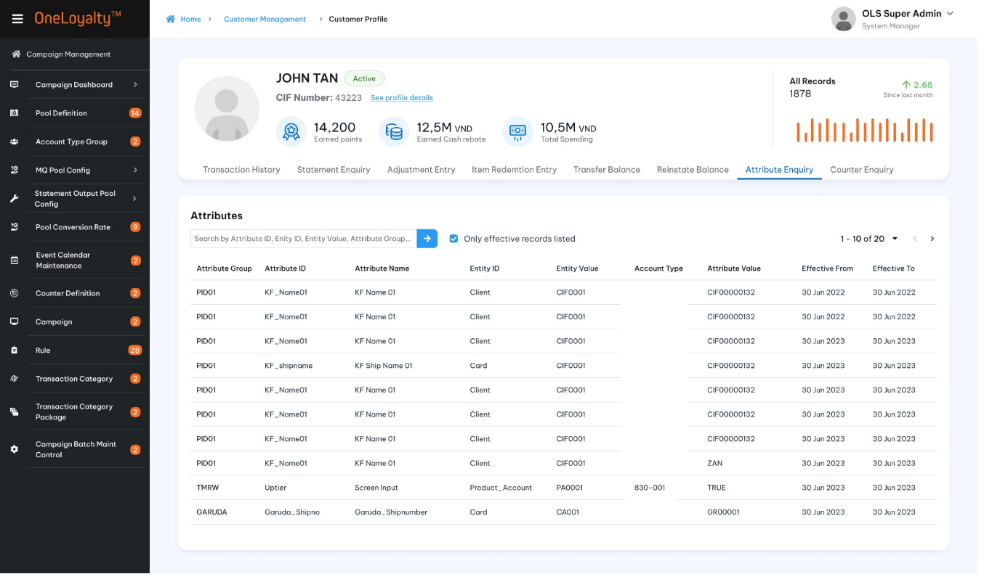 OneLoyalty™
Home > Customer Management > Customer Profile
OLS Super Admin
System Manager
Campaign Management
Campaign Dashboard
Pool Definition 14
Account Type Group 2
MQ Pool Config
Statement Output Pool
Config
Pool Conversion Rate 9
Event Calendar
Maintenance 2
Counter Definition 2
Campaign 2
Rule 28
Transaction Category 2
Transaction Category
Package 2
Campaign Batch Maint
Control 2
JOHN TAN Active
CIF Number: 43223 See profile details
14,200
Earned points
12,5M VND
Earned Cash rebate
10,5M VND
Total Spending
All Records
1878
2.68
Since last month
Transaction History Statement Enquiry Adjustment Entry Item Redemtion Entry Transfer Balance Reinstate Balance Attribute Enquiry Counter Enquiry
Attributes
Search by Attribute ID, Enity ID, Entity Value, Attribute Group,...
Only effective records listed
1 - 10 of 20
Attribute Group Attribute ID Attribute Name Entity ID Entity Value Account Type Attribute Value Effective From Effective To
PID01 KF_Name01 KF Name 01 Client CIF0001 CIF00000132 30 Jun 2022 30 Jun 2022
PID01 KF_Name01 KF Name 01 Client CIF0001 CIF00000132 30 Jun 2022 30 Jun 2022
PID01 KF_Name01 KF Name 01 Client CIF0001 CIF00000132 30 Jun 2023 30 Jun 2023
PID01 KF_shipname KF Ship Name 01 Card CIF0001 CIF00000132 30 Jun 2023 30 Jun 2023
PID01 KF_Name01 KF Name 01 Client CIF0001 CIF00000132 30 Jun 2023 30 Jun 2023
PID01 KF_Name01 KF Name 01 Client CIF0001 CIF00000132 30 Jun 2023 30 Jun 2023
PID01 KF_Name01 KF Name 01 Client CIF0001 CIF00000132 30 Jun 2023 30 Jun 2023
PID01 KF_Name01 KF Name 01 Client CIF0001 ZAN 30 Jun 2023 30 Jun 2023
TMRW Uptier Screen Input Product_Account PA0001 830-001 TRUE 30 Jun 2023 30 Jun 2023
GARUDA Garuda_Shipno Garuda_Shipnumber Card CA001 GR00001 30 Jun 2023 30 Jun 2023